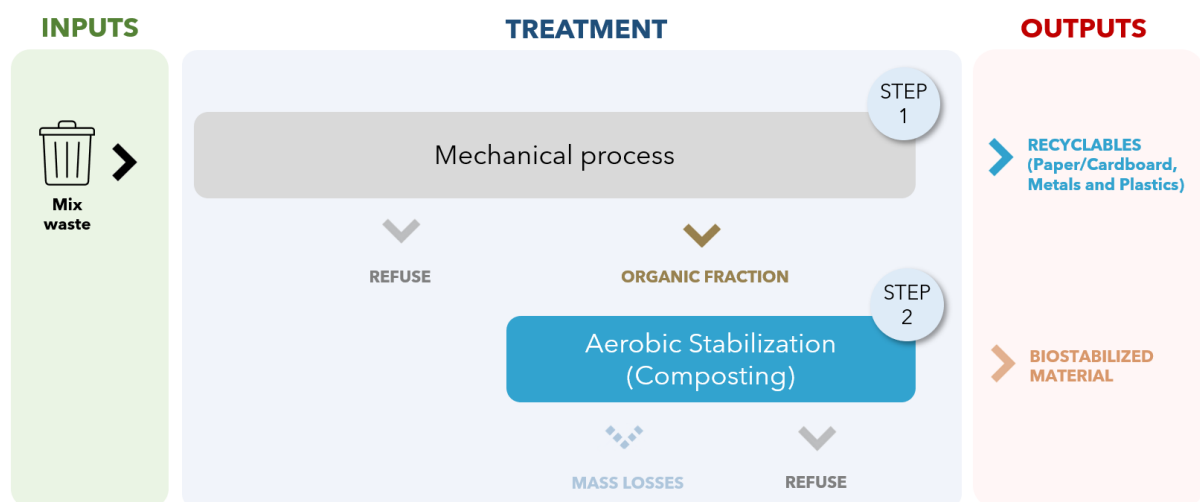 INPUTS
TREATMENT
OUTPUTS
Mix
waste
STEP
1
Mechanical process
RECYCLABLES
(Paper/Cardboard,
Metals and Plastics)
REFUSE
ORGANIC FRACTION
STEP
2
Aerobic Stabilization
(Composting)
BIOSTABILIZED
MATERIAL
MASS LOSSES
REFUSE